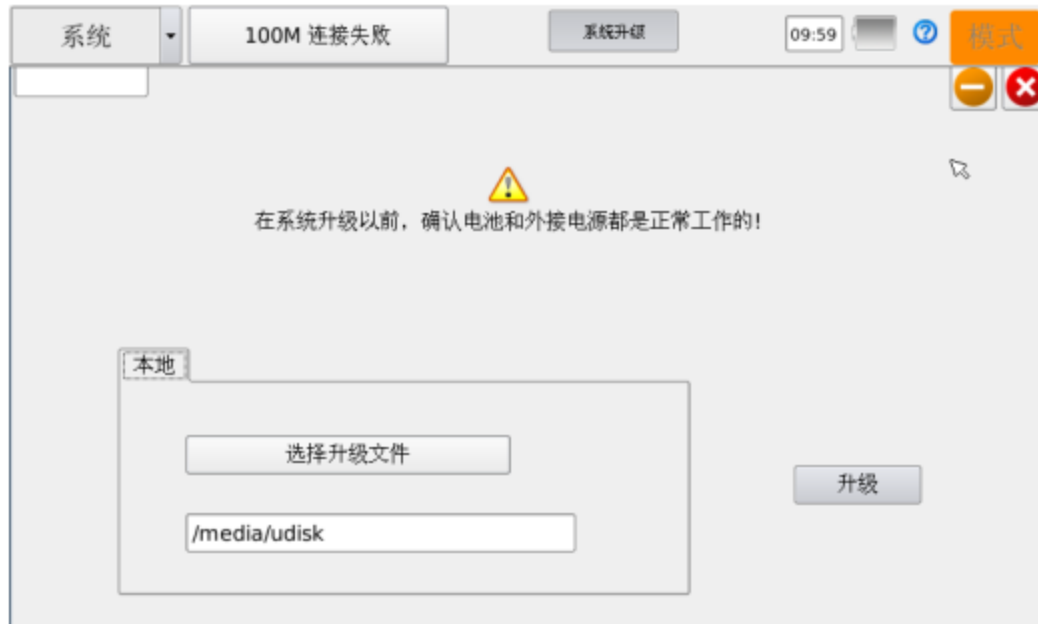 系统
100M 连接失败
系统升级
09:59
模式
在系统升级以前，确认电池和外接电源都是正常工作的！
本地
选择升级文件
升级
/media/udisk